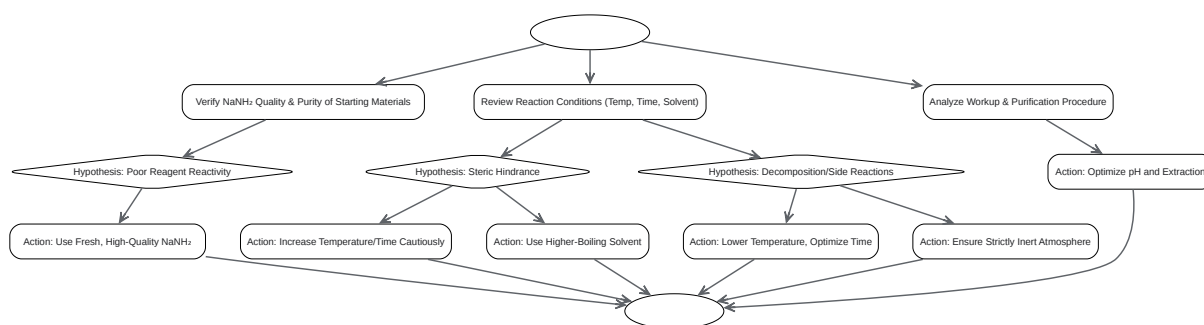 Verify NaNH₂ Quality & Purity of Starting Materials
Review Reaction Conditions (Temp, Time, Solvent)
Analyze Workup & Purification Procedure
Hypothesis: Poor Reagent Reactivity
Hypothesis: Steric Hindrance
Hypothesis: Decomposition/Side Reactions
Action: Optimize pH and Extraction
Action: Use Fresh, High-Quality NaNH₂
Action: Increase Temperature/Time Cautiously
Action: Use Higher-Boiling Solvent
Action: Lower Temperature, Optimize Time
Action: Ensure Strictly Inert Atmosphere